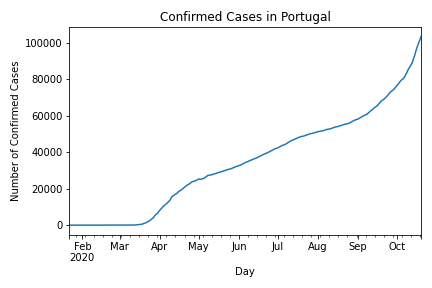 Confirmed Cases in Portugal
Number of Confirmed Cases
100000
80000
60000
40000
20000
0
Feb Mar Apr May Jun Jul Aug Sep Oct
2020
Day